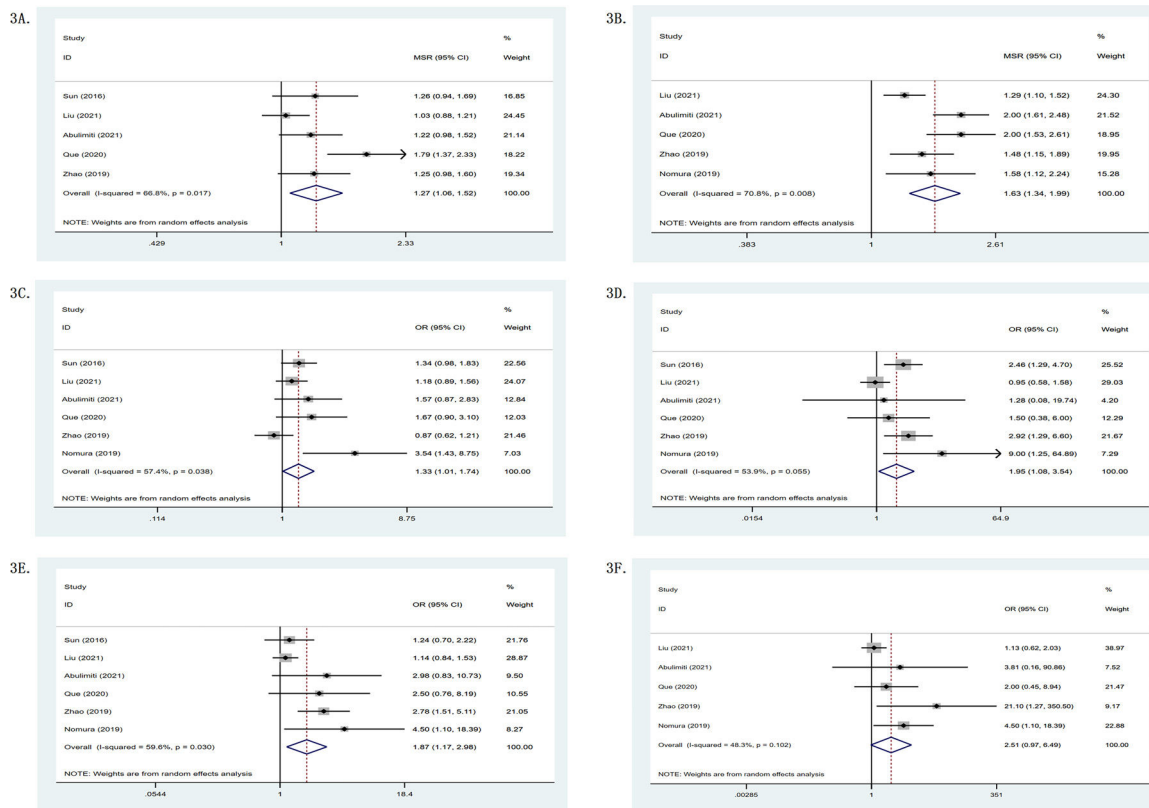 3A.
Study %
ID MSR (95% CI) Weight
Sun (2016) 1.26 (0.94, 1.69) 16.85
Liu (2021) 1.03 (0.88, 1.21) 24.45
Abulimiti (2021) 1.22 (0.98, 1.52) 21.14
Que (2020) 1.79 (1.37, 2.33) 18.22
Zhao (2019) 1.25 (0.98, 1.60) 19.34
Overall (I-squared = 66.8%, p = 0.017) 1.27 (1.06, 1.52) 100.00
NOTE: Weights are from random effects analysis
.429 1 2.33
3B.
Study %
ID MSR (95% CI) Weight
Liu (2021) 1.29 (1.10, 1.52) 24.30
Abulimiti (2021) 2.00 (1.61, 2.48) 21.52
Que (2020) 2.00 (1.53, 2.61) 18.95
Zhao (2019) 1.48 (1.15, 1.89) 19.95
Nomura (2019) 1.58 (1.12, 2.24) 15.28
Overall (I-squared = 70.8%, p = 0.008) 1.63 (1.34, 1.99) 100.00
NOTE: Weights are from random effects analysis
.383 1 2.61
3C.
Study %
ID OR (95% CI) Weight
Sun (2016) 1.34 (0.98, 1.83) 22.56
Liu (2021) 1.18 (0.89, 1.56) 24.07
Abulimiti (2021) 1.57 (0.87, 2.83) 12.84
Que (2020) 1.67 (0.90, 3.10) 12.03
Zhao (2019) 0.87 (0.62, 1.21) 21.46
Nomura (2019) 3.54 (1.43, 8.75) 7.03
Overall (I-squared = 57.4%, p = 0.038) 1.33 (1.01, 1.74) 100.00
NOTE: Weights are from random effects analysis
.114 1 8.75
3D.
Study %
ID OR (95% CI) Weight
Sun (2016) 2.46 (1.29, 4.70) 25.52
Liu (2021) 0.95 (0.58, 1.58) 29.03
Abulimiti (2021) 1.28 (0.08, 19.74) 4.20
Que (2020) 1.50 (0.38, 6.00) 12.29
Zhao (2019) 2.92 (1.29, 6.60) 21.67
Nomura (2019) 9.00 (1.25, 64.89) 7.29
Overall (I-squared = 53.9%, p = 0.055) 1.95 (1.08, 3.54) 100.00
NOTE: Weights are from random effects analysis
.0154 1 64.9
3E.
Study %
ID OR (95% CI) Weight
Sun (2016) 1.24 (0.70, 2.22) 21.76
Liu (2021) 1.14 (0.84, 1.53) 28.87
Abulimiti (2021) 2.98 (0.83, 10.73) 9.50
Que (2020) 2.50 (0.76, 8.19) 10.55
Zhao (2019) 2.78 (1.51, 5.11) 21.05
Nomura (2019) 4.50 (1.10, 18.39) 8.27
Overall (I-squared = 59.6%, p = 0.030) 1.87 (1.17, 2.98) 100.00
NOTE: Weights are from random effects analysis
.0544 1 18.4
3F.
Study %
ID OR (95% CI) Weight
Liu (2021) 1.13 (0.62, 2.03) 38.97
Abulimiti (2021) 3.81 (0.16, 90.86) 7.52
Que (2020) 2.00 (0.45, 8.94) 21.47
Zhao (2019) 21.10 (1.27, 350.50) 9.17
Nomura (2019) 4.50 (1.10, 18.39) 22.88
Overall (I-squared = 48.3%, p = 0.102) 2.51 (0.97, 6.49) 100.00
NOTE: Weights are from random effects analysis
.00285 1 351